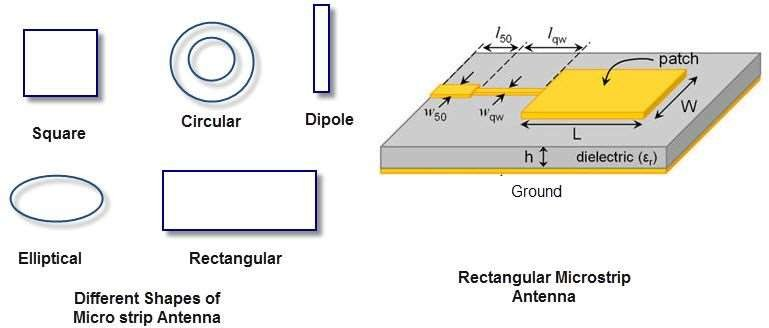 Square
Circular
Dipole
Elliptical
Rectangular
Different Shapes of
Micro strip Antenna
l50
lqw
patch
w50
wqw
L
W
h
dielectric (εr)
Ground
Rectangular Microstrip
Antenna